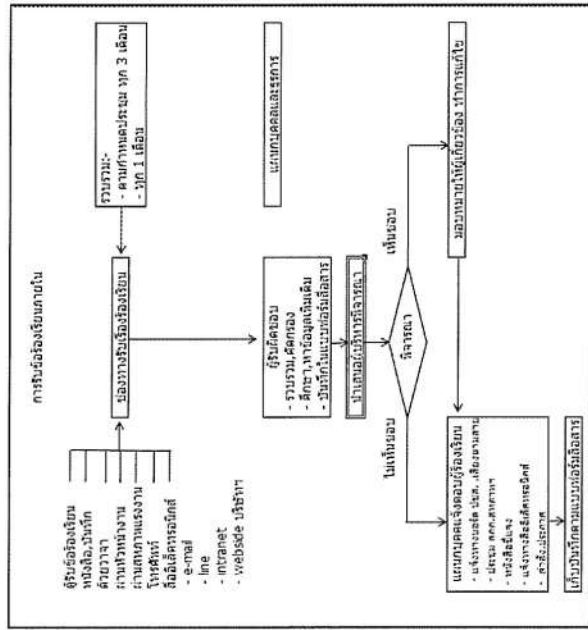 การรับข้อร้องเรียนภายใน
ผู้รับข้อร้องเรียน
หนังสือ,บันทึก
ด้วยวาจา
ผ่านหัวหน้างาน
ผ่านสหภาพแรงงาน
โทรศัพท์
สื่ออิเล็คทรอนิกส์
- e-mail
- line
- intranet
- webside บริษัทฯ
ช่องทางรับเรื่องร้องเรียน
รวบรวม:-
- ตามกำหนดประชุม ทุก 3 เดือน
- ทุก 1 เดือน
ผู้รับผิดชอบ
- รวบรวม,คัดกรอง
- ศึกษา,หาข้อมูลเพิ่มเติม
- บันทึกในแบบฟอร์มสื่อสาร
แผนกบุคคลและธุรการ
นำเสนอผู้บริหารพิจารณา
พิจารณา
ไม่เห็นชอบ
เห็นชอบ
แผนกบุคคลแจ้งตอบผู้ร้องเรียน
- แจ้งทางบอร์ด ปชส. ,เสียงตามสาย
- ประชุม คกก.สหภาพฯ
- หนังสือชี้แจง
- แจ้งทางสื่ออิเล็คทรอนิกส์
- คำสั่ง,ประกาศ
มอบหมายให้ผู้เกี่ยวข้อง ทำการแก้ไข
เก็บบันทึกตามแบบฟอร์มสื่อสาร